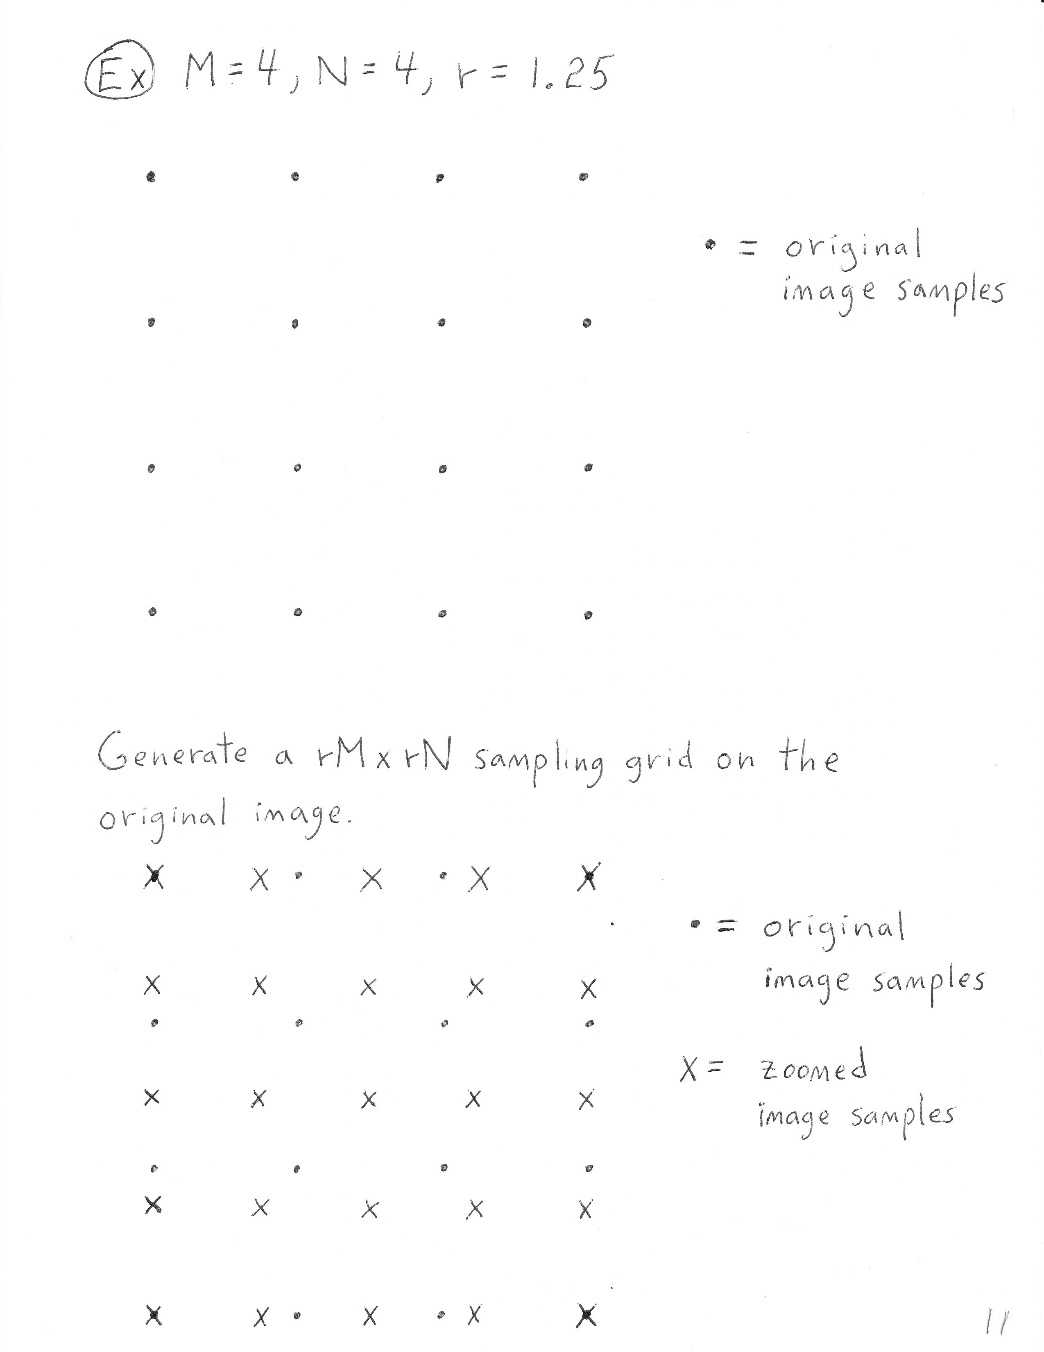 Ex M=4, N=4, r=1.25
• = original
image samples
Generate a rM x rN sampling grid on the
original image.
• = original
image samples
X = zoomed
image samples
11